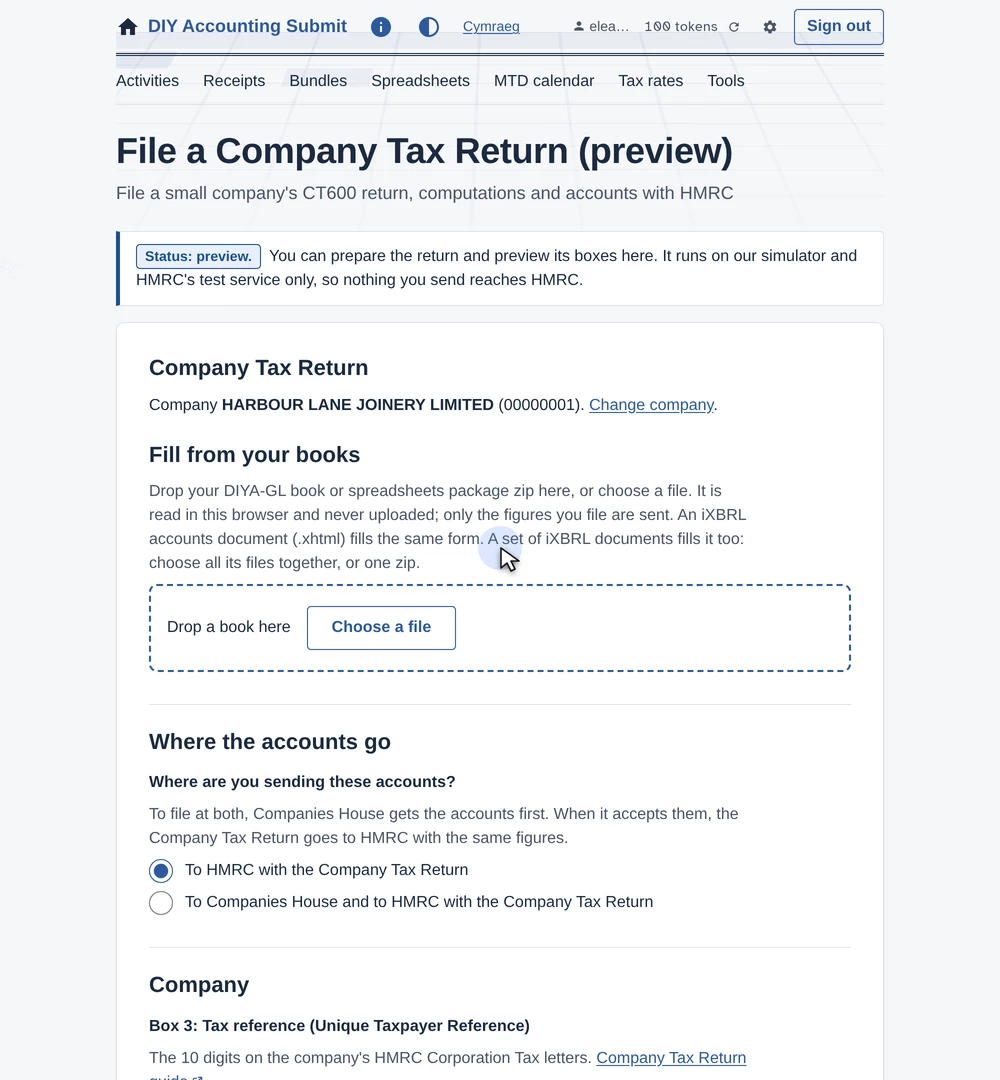 DIY Accounting Submit Cymraeg elea... 100 tokens Sign out
Activities Receipts Bundles Spreadsheets MTD calendar Tax rates Tools
File a Company Tax Return (preview)
File a small company's CT600 return, computations and accounts with HMRC
Status: preview. You can prepare the return and preview its boxes here. It runs on our simulator and
HMRC's test service only, so nothing you send reaches HMRC.
Company Tax Return
Company HARBOUR LANE JOINERY LIMITED (00000001). Change company.
Fill from your books
Drop your DIYA-GL book or spreadsheets package zip here, or choose a file. It is
read in this browser and never uploaded; only the figures you file are sent. An iXBRL
accounts document (.xhtml) fills the same form. A set of iXBRL documents fills it too:
choose all its files together, or one zip.
Drop a book here Choose a file
Where the accounts go
Where are you sending these accounts?
To file at both, Companies House gets the accounts first. When it accepts them, the
Company Tax Return goes to HMRC with the same figures.
To HMRC with the Company Tax Return
To Companies House and to HMRC with the Company Tax Return
Company
Box 3: Tax reference (Unique Taxpayer Reference)
The 10 digits on the company's HMRC Corporation Tax letters. Company Tax Return
guide